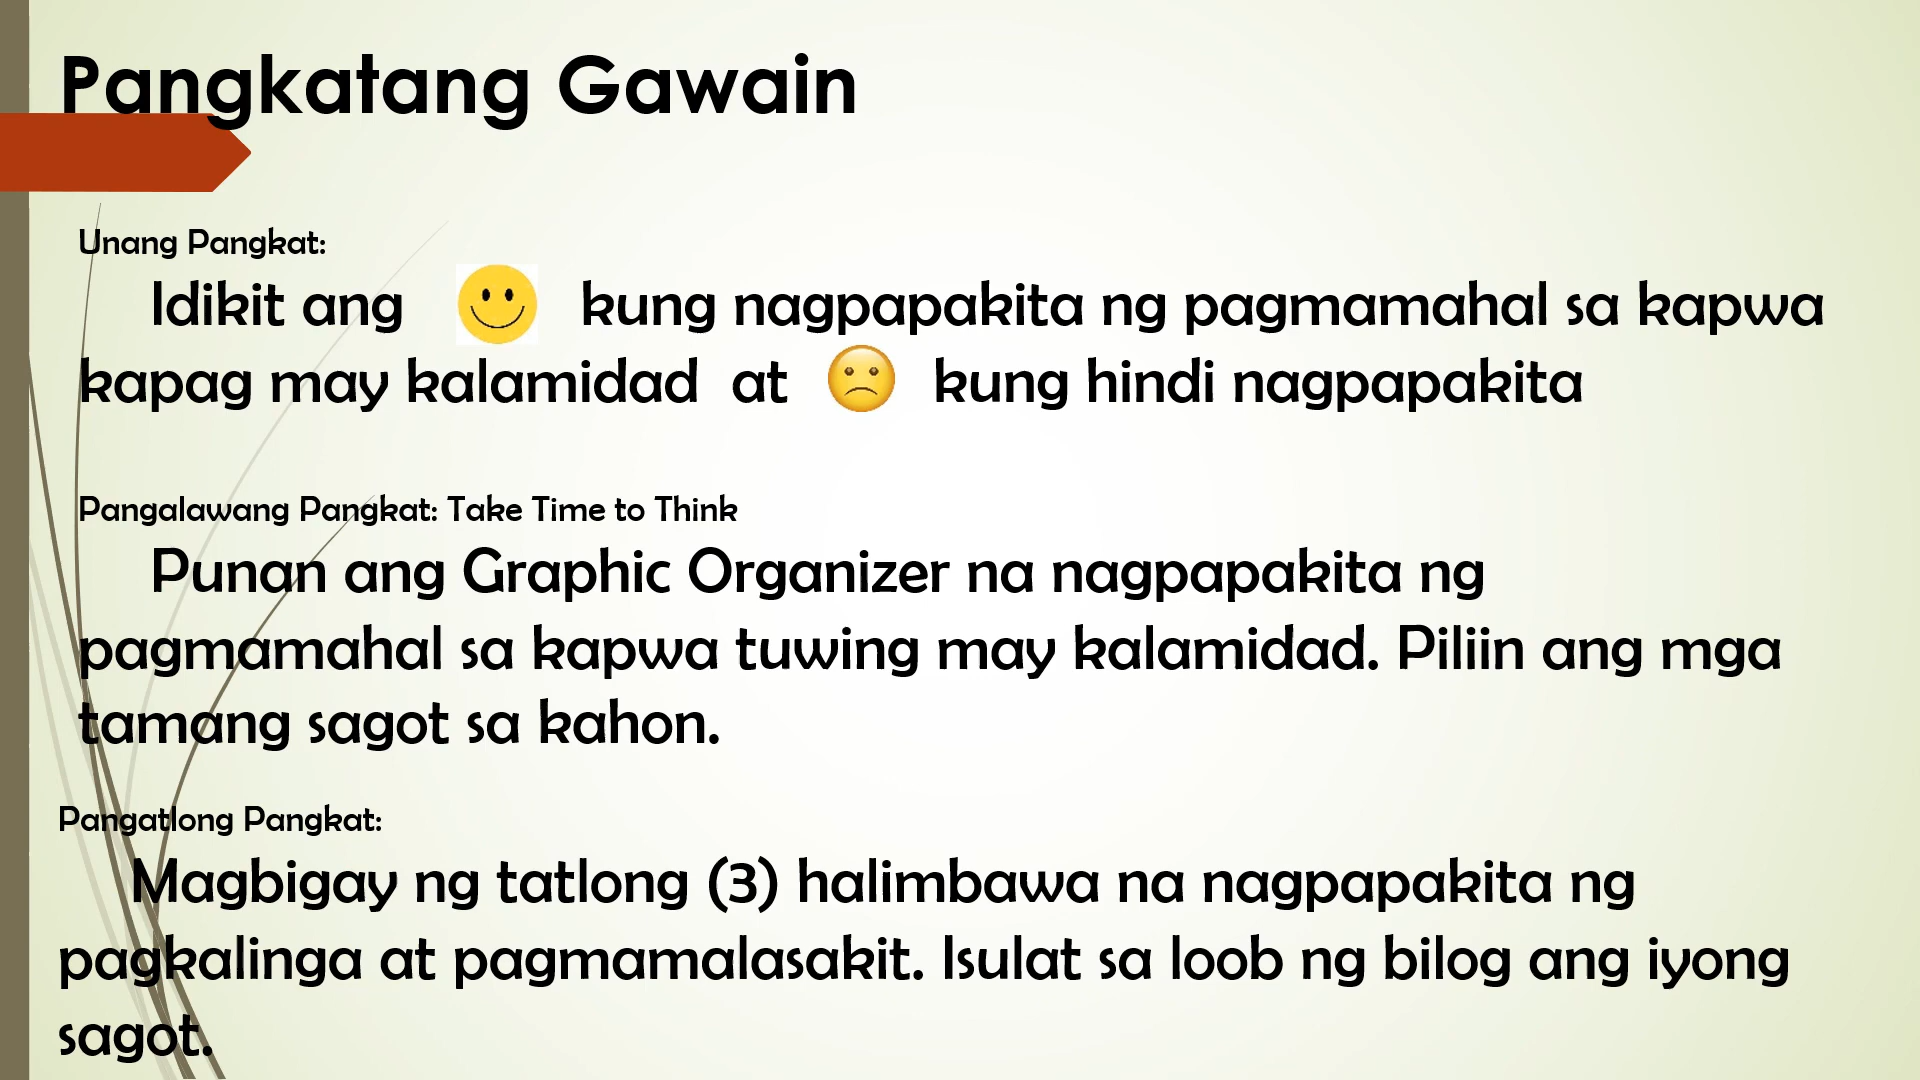 Pangkatang Gawain
Unang Pangkat:
Idikit ang kung nagpapakita ng pagmamahal sa kapwa
kapag may kalamidad at kung hindi nagpapakita
Pangalawang Pangkat: Take Time to Think
Punan ang Graphic Organizer na nagpapakita ng
pagmamahal sa kapwa tuwing may kalamidad. Piliin ang mga
tamang sagot sa kahon.
Pangatlong Pangkat:
Magbigay ng tatlong (3) halimbawa na nagpapakita ng
pagkalinga at pagmamalasakit. Isulat sa loob ng bilog ang iyong
sagot.